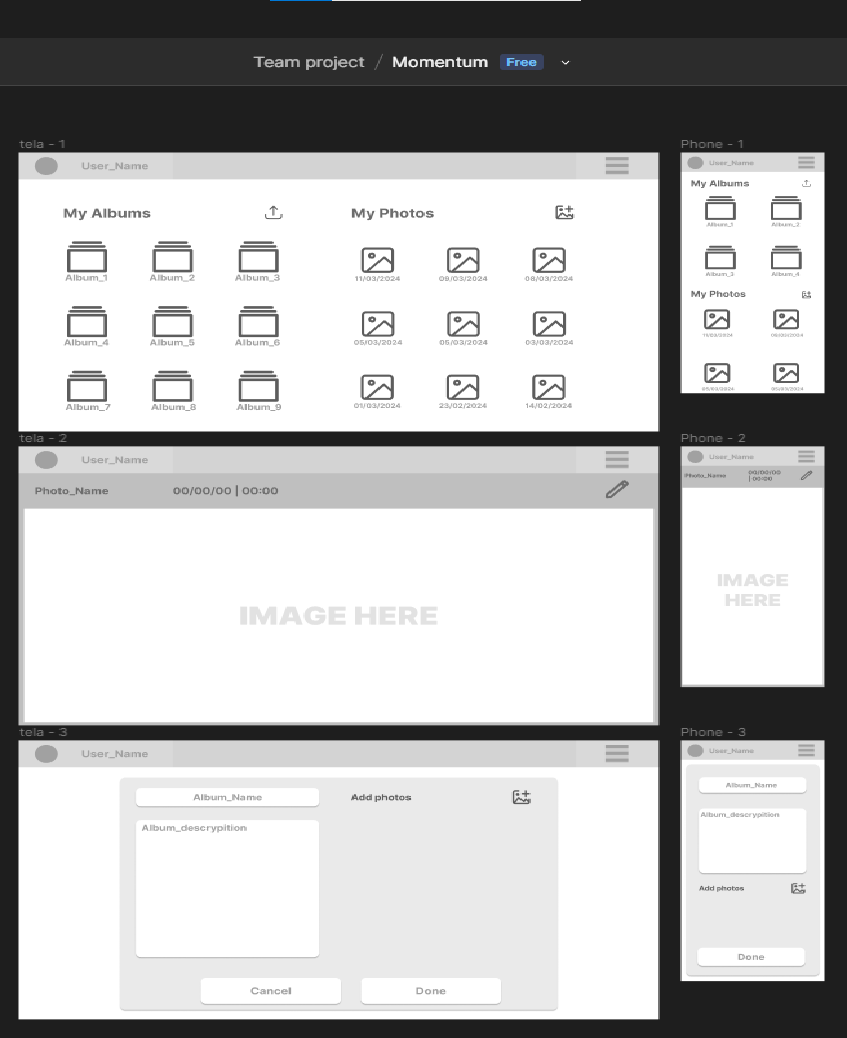 Team project / Momentum Free
tela - 1
User_Name
My Albums
My Photos
Album_1 Album_2 Album_3
11/03/2024 09/03/2024 08/03/2024
Album_4 Album_5 Album_6
05/03/2024 05/03/2024 03/03/2024
Album_7 Album_8 Album_9
01/03/2024 23/02/2024 14/02/2024
Phone - 1
User_Name
My Albums
Album_1 Album_2
Album_3 Album_4
My Photos
tela - 2
User_Name
Photo_Name 00/00/00 | 00:00
IMAGE HERE
Phone - 2
User_Name
Photo_Name
00/00/00
| 00:00
IMAGE
HERE
tela - 3
User_Name
Album_Name
Add photos
Album_descrypition
Cancel Done
Phone - 3
User_Name
Album_Name
Album_descrypition
Add photos
Done